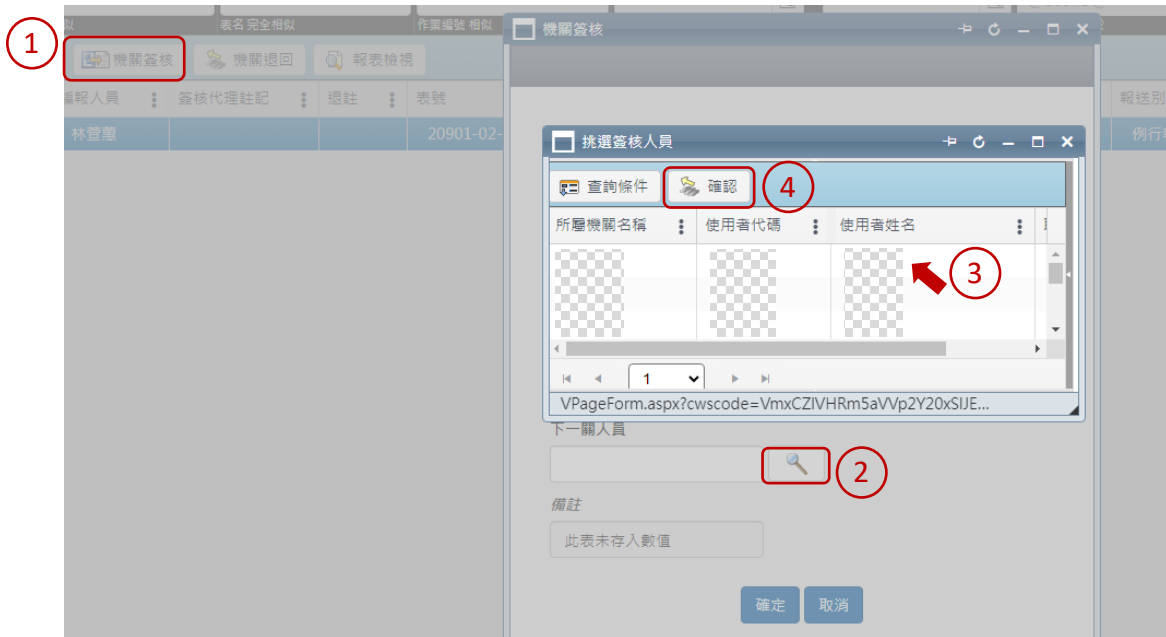 似 表名 完全相似 作業編號 相似
機關簽核
1
機關簽核 機關退回 報表檢視
編報人員 簽核代理註記 退註 表號 報送別
林萱蕙 20901-02- 例行
挑選簽核人員
查詢條件 確認 4
所屬機關名稱 使用者代碼 使用者姓名
3
1
VPageForm.aspx?cwscode=VmxCZlVHRm5aVVp2Y20xSlJE...
下一關人員
2
備註
此表未存入數值
確定 取消